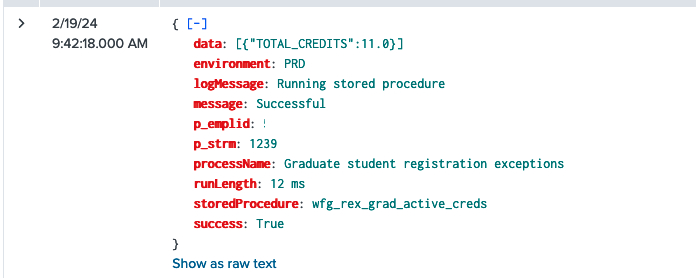 2/19/24
9:42:18.000 AM
{ [-]
data: [{"TOTAL_CREDITS":11.0}]
environment: PRD
logMessage: Running stored procedure
message: Successful
p_emplid:
p_strm: 1239
processName: Graduate student registration exceptions
runLength: 12 ms
storedProcedure: wfg_rex_grad_active_creds
success: True
}
Show as raw text